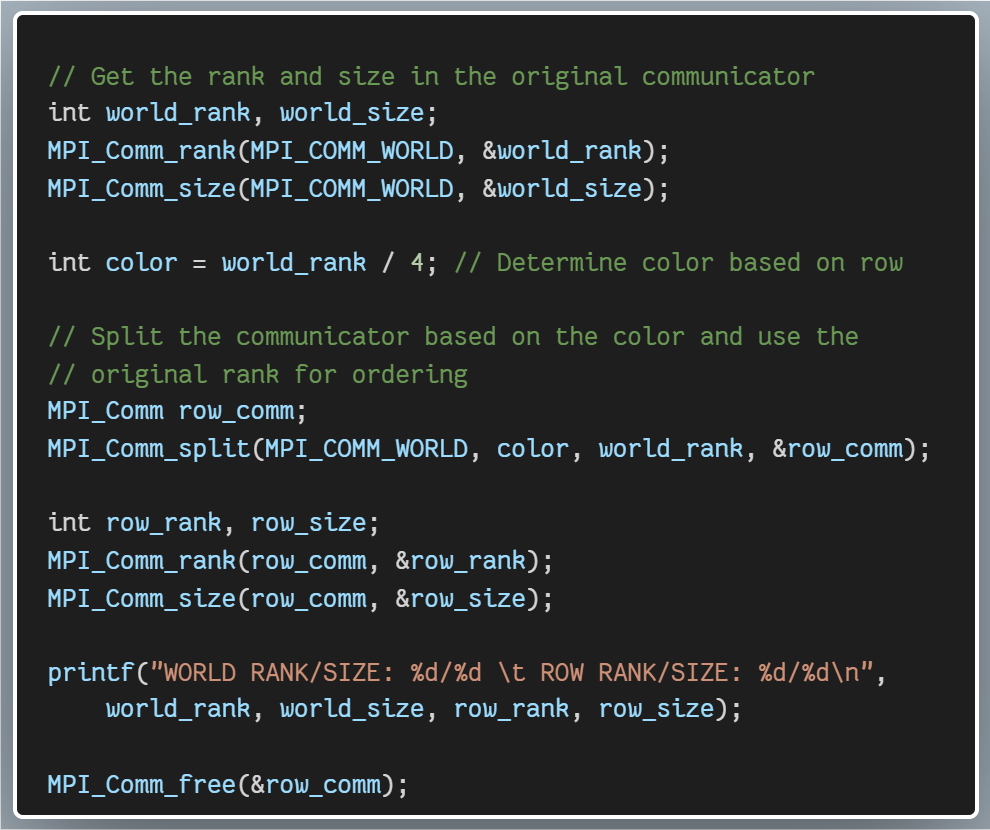 // Get the rank and size in the original communicator
int world_rank, world_size;
MPI_Comm_rank(MPI_COMM_WORLD, &world_rank);
MPI_Comm_size(MPI_COMM_WORLD, &world_size);
int color = world_rank / 4; // Determine color based on row
// Split the communicator based on the color and use the
// original rank for ordering
MPI_Comm row_comm;
MPI_Comm_split(MPI_COMM_WORLD, color, world_rank, &row_comm);
int row_rank, row_size;
MPI_Comm_rank(row_comm, &row_rank);
MPI_Comm_size(row_comm, &row_size);
printf("WORLD RANK/SIZE: %d/%d \t ROW RANK/SIZE: %d/%d\n",
    world_rank, world_size, row_rank, row_size);
MPI_Comm_free(&row_comm);